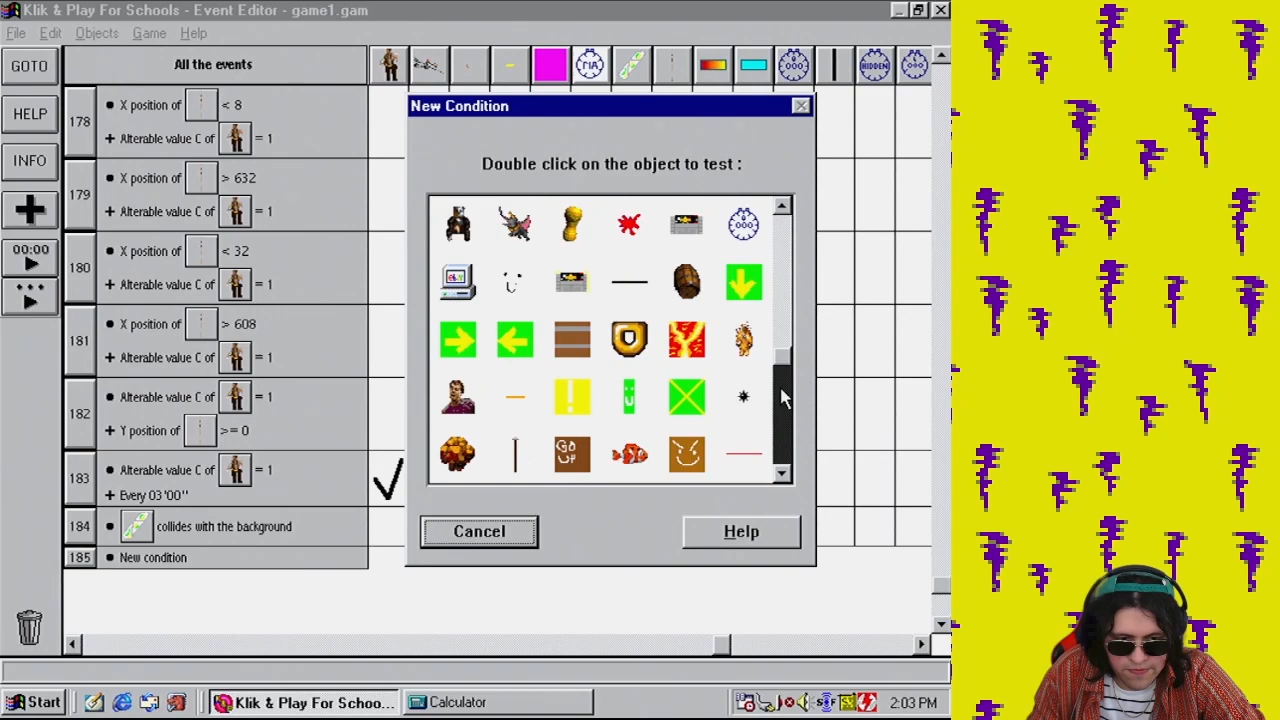 Klik & Play For Schools - Event Editor - game1.gam
File Edit Objects Game Help
GOTO
HELP
INFO
00:00
All the events
000
HIDDEN
178
X position of < 8
Alterable value C of = 1
179
X position of > 632
Alterable value C of = 1
180
X position of < 32
Alterable value C of = 1
181
X position of > 608
Alterable value C of = 1
182
Alterable value C of = 1
Y position of >= 0
183
Alterable value C of = 1
Every 03 '00''
184
collides with the background
185
New condition
New Condition
Double click on the object to test :
000
Cancel
Help
Start
Klik & Play For Schoo...
Calculator
2:03 PM